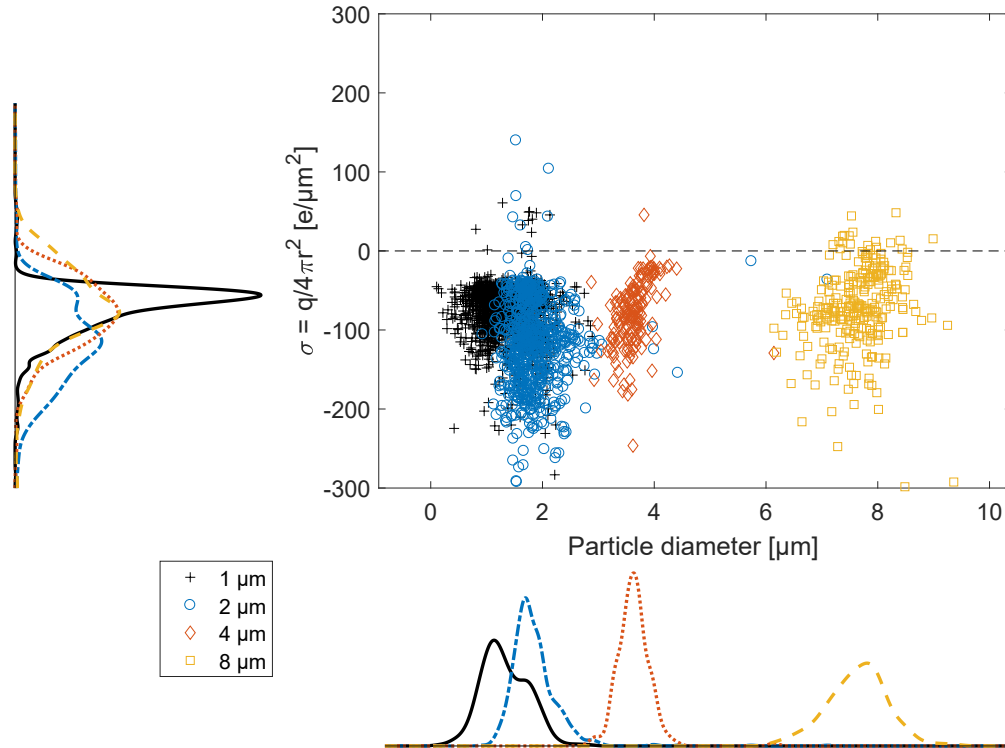 300
200
100
0
-100
-200
-300
σ = q/4πr² [e/µm²]
0 2 4 6 8 10
Particle diameter [µm]
1 µm
2 µm
4 µm
8 µm